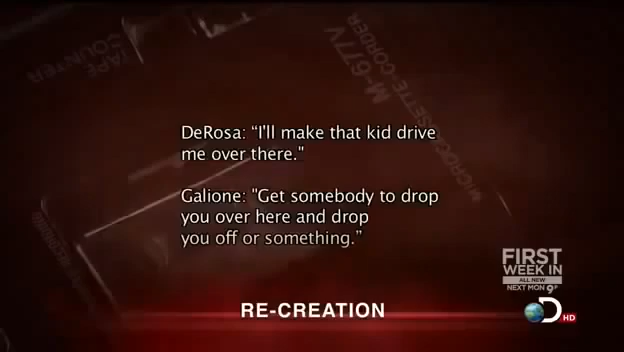 TAPE
COUNTER
M-677V
MICROCASSETTE-CORDER
DeRosa: “I'll make that kid drive
me over there."
Galione: "Get somebody to drop
you over here and drop
you off or something.”
FIRST
WEEK IN
ALL NEW
NEXT MON 9P
RE-CREATION
D HD